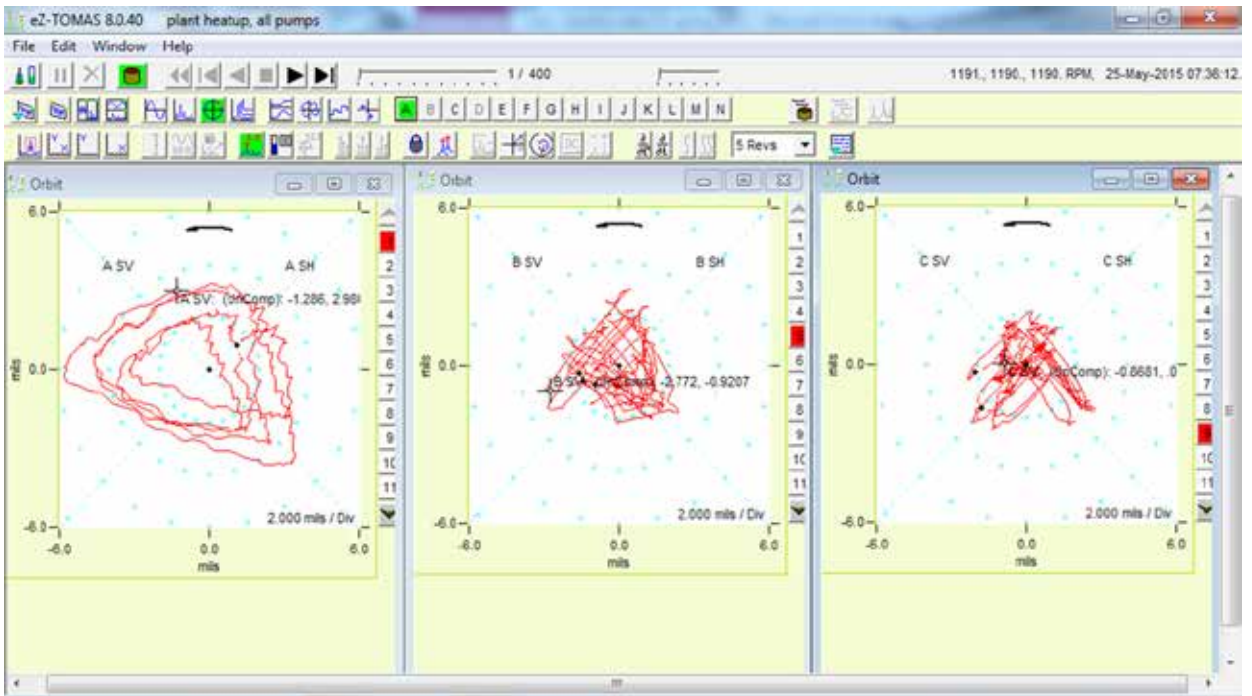 eZ-TOMAS 8.0.40 plant heatup, all pumps
File Edit Window Help
1 / 400
1191., 1190., 1190. RPM, 25-May-2015 07:36:12.
A B C D E F G H I J K L M N
5 Revs
Orbit
6.0
A SV A SH
A SV: (unComp): -1.286, 2.98
0.0
mils
-6.0
2.000 mils / Div
-6.0 0.0 6.0
mils
2
3
4
5
6
7
8
9
10
11
Orbit
6.0
B SV B SH
-2.772, -0.9207
0.0
mils
-6.0
2.000 mils / Div
-6.0 0.0 6.0
mils
1
2
3
4
6
7
8
9
10
11
Orbit
6.0
C SV C SH
-0.8681, .0
0.0
mils
-6.0
2.000 mils / Div
-6.0 0.0 6.0
mils
1
2
3
4
5
6
7
8
10
11